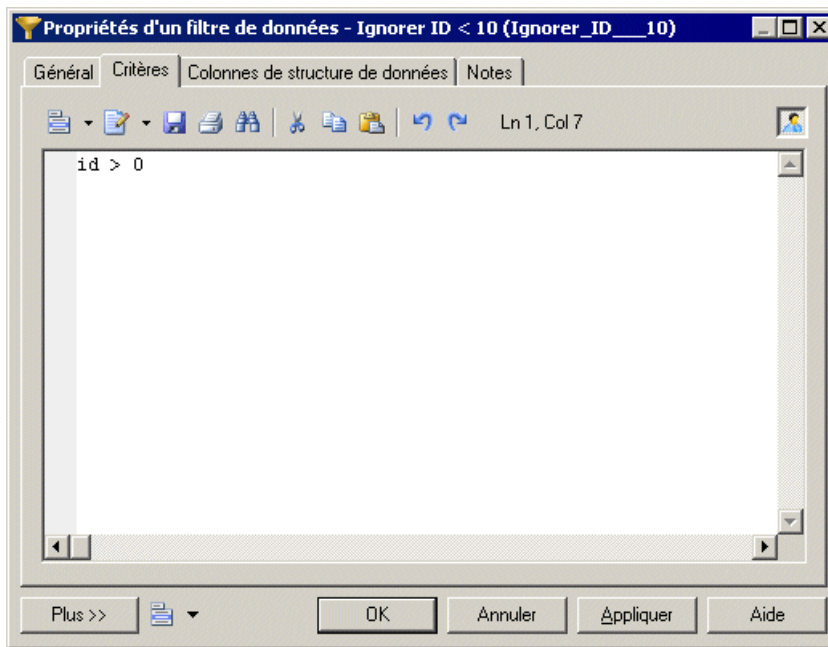 Propriétés d'un filtre de données - Ignorer ID < 10 (Ignorer_ID___10)
Général Critères Colonnes de structure de données Notes
Ln 1, Col 7
id > 0
Plus >> OK Annuler Appliquer Aide